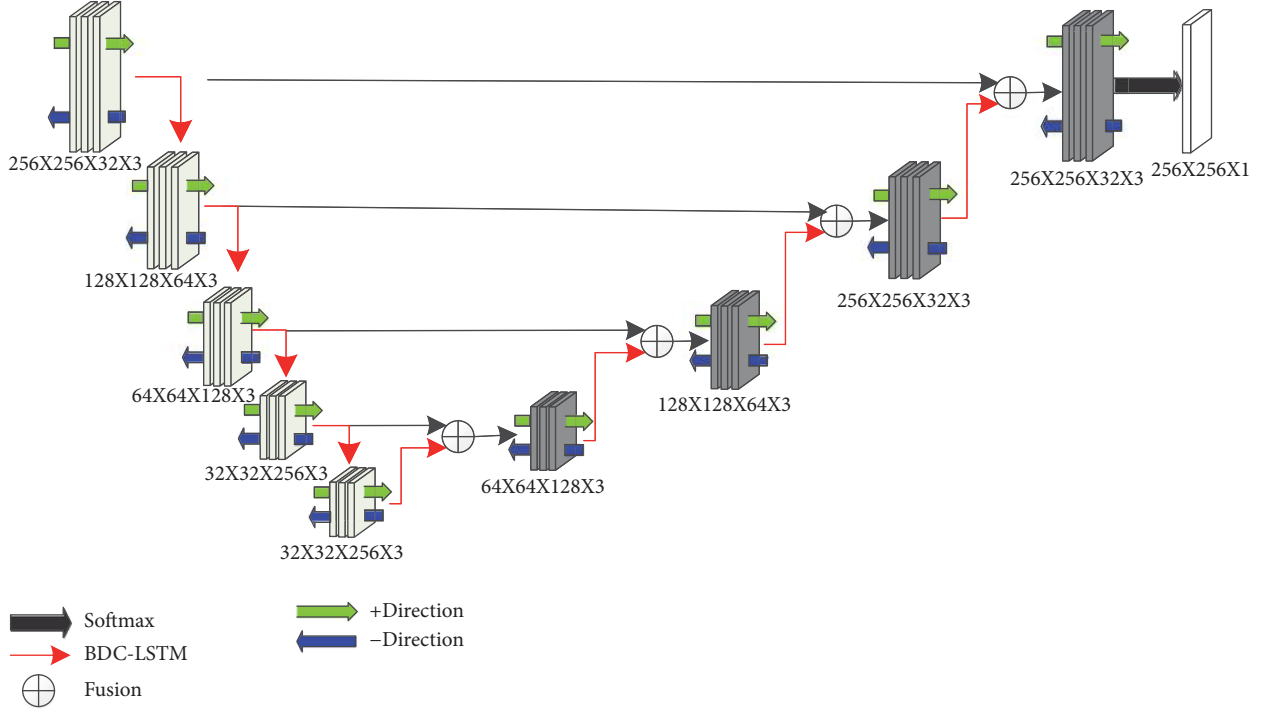 256X256X32X3
128X128X64X3
64X64X128X3
32X32X256X3
32X32X256X3
64X64X128X3
128X128X64X3
256X256X32X3
256X256X32X3
256X256X1
Softmax
BDC-LSTM
Fusion
+Direction
−Direction